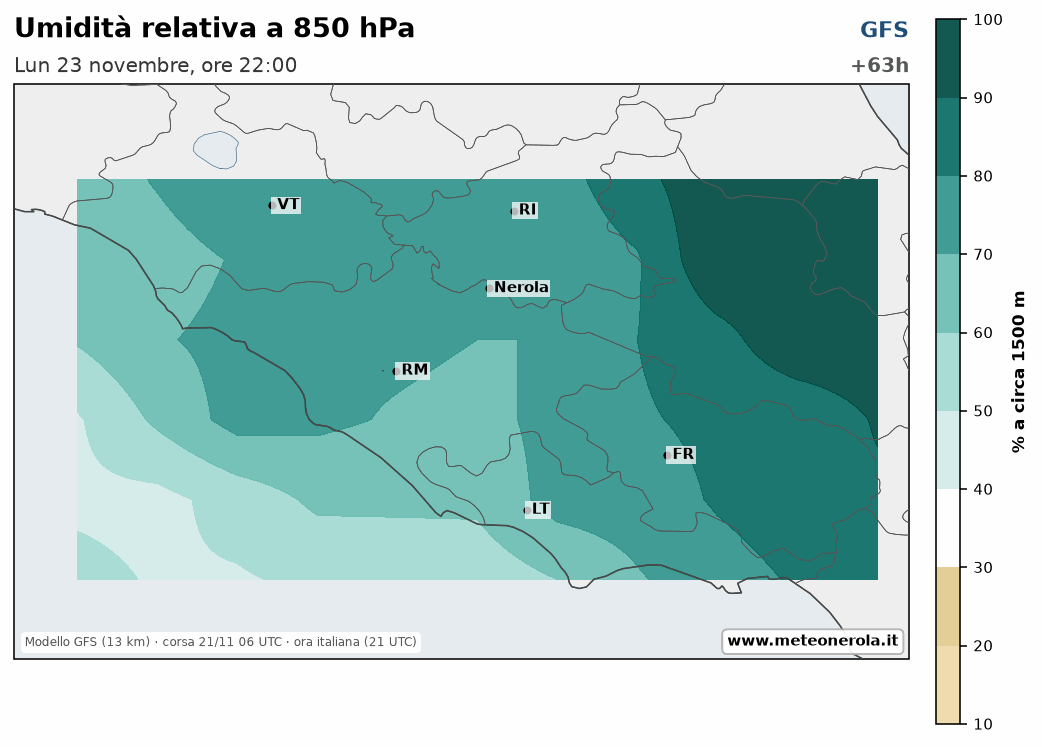 Umidità relativa a 850 hPa
GFS
Lun 23 novembre, ore 22:00
+63h
VT
RI
Nerola
RM
FR
LT
100
90
80
70
60
50
40
30
20
10
% a circa 1500 m
Modello GFS (13 km) · corsa 21/11 06 UTC · ora italiana (21 UTC)
www.meteonerola.it